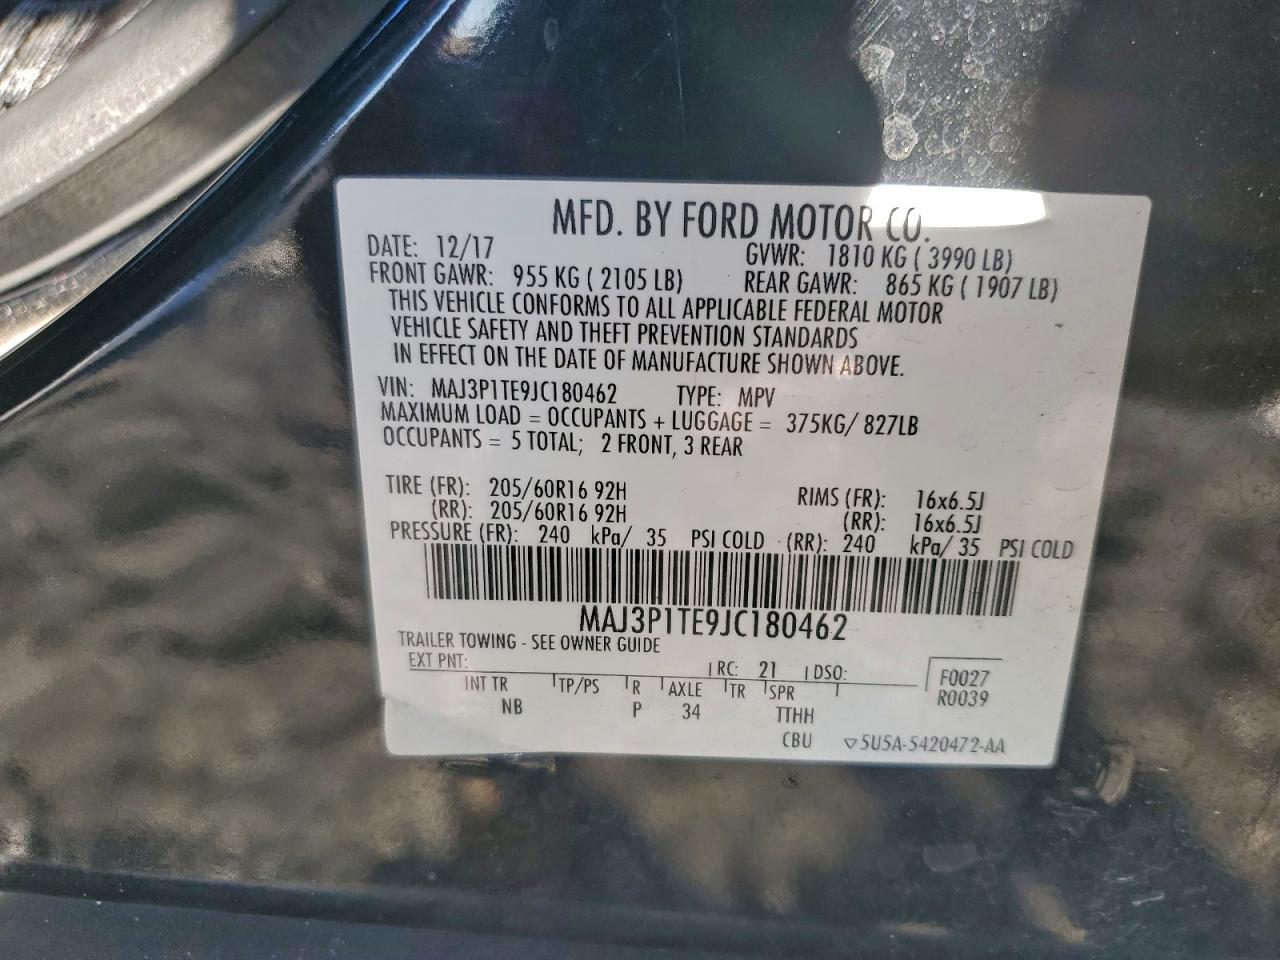 MFD. BY FORD MOTOR CO.
DATE: 12/17 GVWR: 1810 KG ( 3990 LB)
FRONT GAWR: 955 KG ( 2105 LB) REAR GAWR: 865 KG ( 1907 LB)
THIS VEHICLE CONFORMS TO ALL APPLICABLE FEDERAL MOTOR
VEHICLE SAFETY AND THEFT PREVENTION STANDARDS
IN EFFECT ON THE DATE OF MANUFACTURE SHOWN ABOVE.
VIN: MAJ3P1TE9JC180462 TYPE: MPV
MAXIMUM LOAD = OCCUPANTS + LUGGAGE = 375KG/ 827LB
OCCUPANTS = 5 TOTAL; 2 FRONT, 3 REAR
TIRE (FR): 205/60R16 92H RIMS (FR): 16x6.5J
(RR): 205/60R16 92H (RR): 16x6.5J
PRESSURE (FR): 240 kPa/ 35 PSI COLD (RR): 240 kPa/ 35 PSI COLD
MAJ3P1TE9JC180462
TRAILER TOWING - SEE OWNER GUIDE
EXT PNT: RC: 21 DSO: F0027
INT TR TP/PS R AXLE TR SPR R0039
NB P 34 TTHH
CBU ▽5U5A-5420472-AA